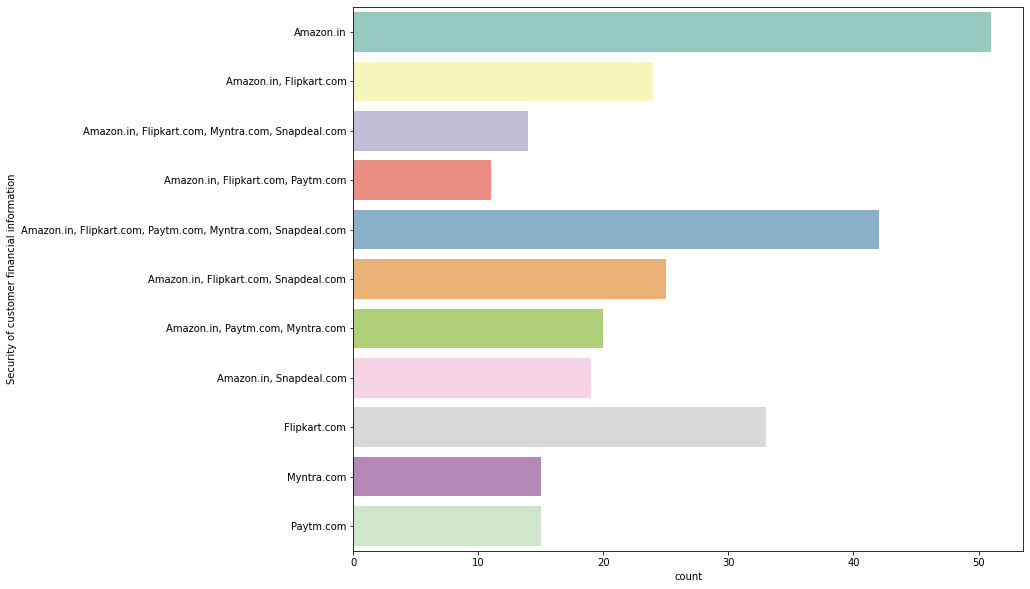 Security of customer financial information
Amazon.in
Amazon.in, Flipkart.com
Amazon.in, Flipkart.com, Myntra.com, Snapdeal.com
Amazon.in, Flipkart.com, Paytm.com
Amazon.in, Flipkart.com, Paytm.com, Myntra.com, Snapdeal.com
Amazon.in, Flipkart.com, Snapdeal.com
Amazon.in, Paytm.com, Myntra.com
Amazon.in, Snapdeal.com
Flipkart.com
Myntra.com
Paytm.com
0 10 20 30 40 50
count